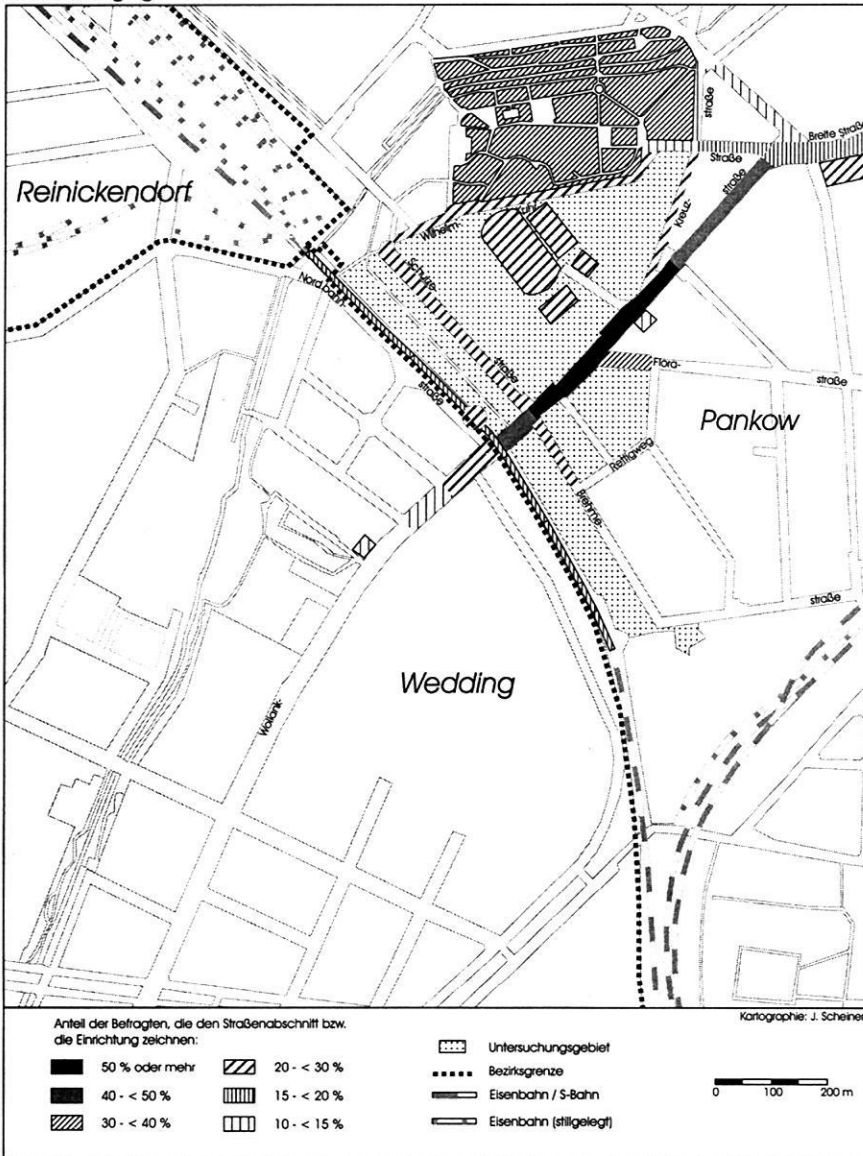 straße
Breite Straße
Straße
straße
Kreuz-
Reinickendorf
Wilhelm-
Schulze-
Nordbahn-
straße
straße
Flora-
straße
Pankow
Rettigweg
Brehme-
straße
Wedding
Wollank-
Kartographie: J. Scheiner
Anteil der Befragten, die den Straßenabschnitt bzw.
die Einrichtung zeichnen:
50 % oder mehr
40 - < 50 %
30 - < 40 %
20 - < 30 %
15 - < 20 %
10 - < 15 %
Untersuchungsgebiet
Bezirksgrenze
Eisenbahn / S-Bahn
Eisenbahn (stillgelegt)
0 100 200 m